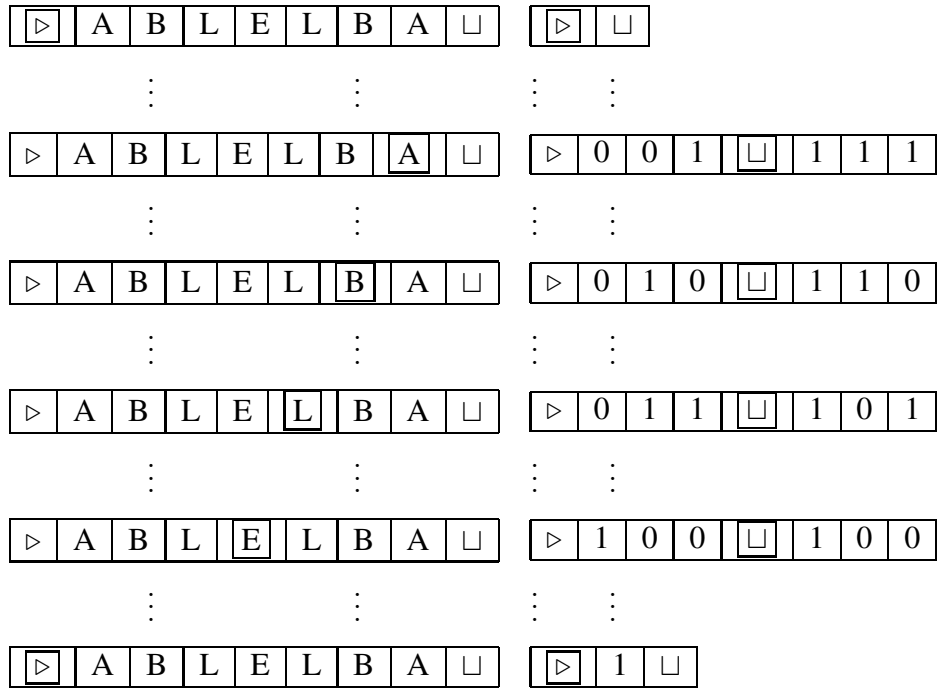 ▷ A B L E L B A ⊔ ▷ ⊔
⋮ ⋮ ⋮ ⋮
▷ A B L E L B A ⊔ ▷ 0 0 1 ⊔ 1 1 1
⋮ ⋮ ⋮ ⋮
▷ A B L E L B A ⊔ ▷ 0 1 0 ⊔ 1 1 0
⋮ ⋮ ⋮ ⋮
▷ A B L E L B A ⊔ ▷ 0 1 1 ⊔ 1 0 1
⋮ ⋮ ⋮ ⋮
▷ A B L E L B A ⊔ ▷ 1 0 0 ⊔ 1 0 0
⋮ ⋮ ⋮ ⋮
▷ A B L E L B A ⊔ ▷ 1 ⊔